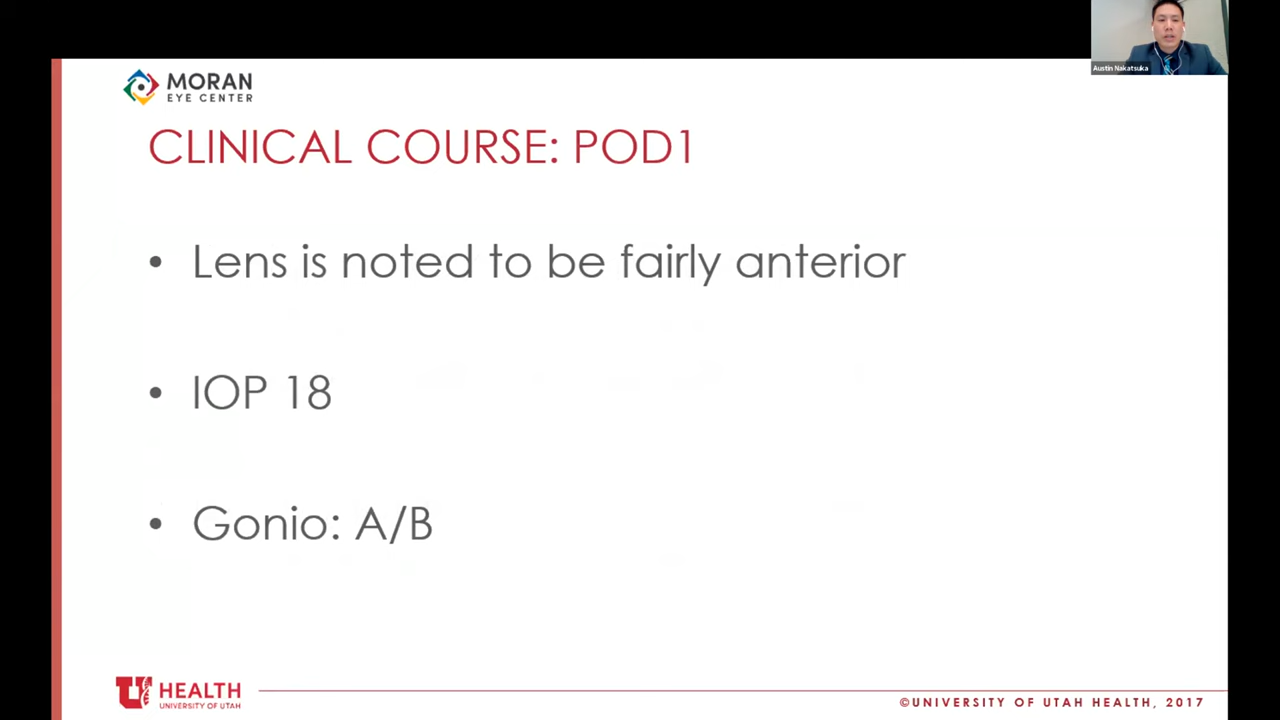 Austin Nakatsuka
MORAN
EYE CENTER
CLINICAL COURSE: POD1
• Lens is noted to be fairly anterior
• IOP 18
• Gonio: A/B
U HEALTH
UNIVERSITY OF UTAH
©UNIVERSITY OF UTAH HEALTH, 2017